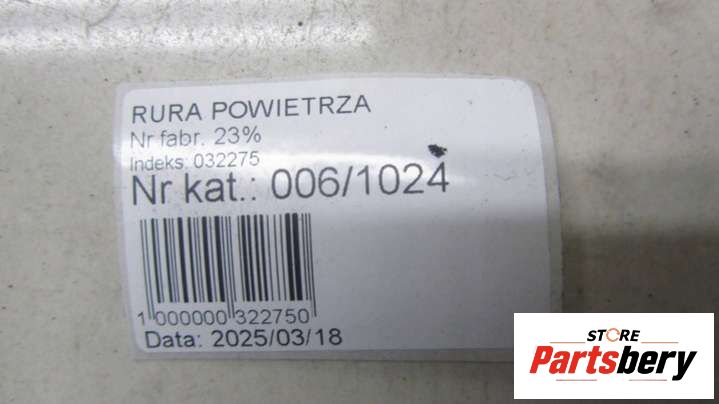 RURA POWIETRZA
Nr fabr. 23%
Indeks: 032275
Nr kat.: 006/1024
1 000000 322750
Data: 2025/03/18
STORE
Partsbery